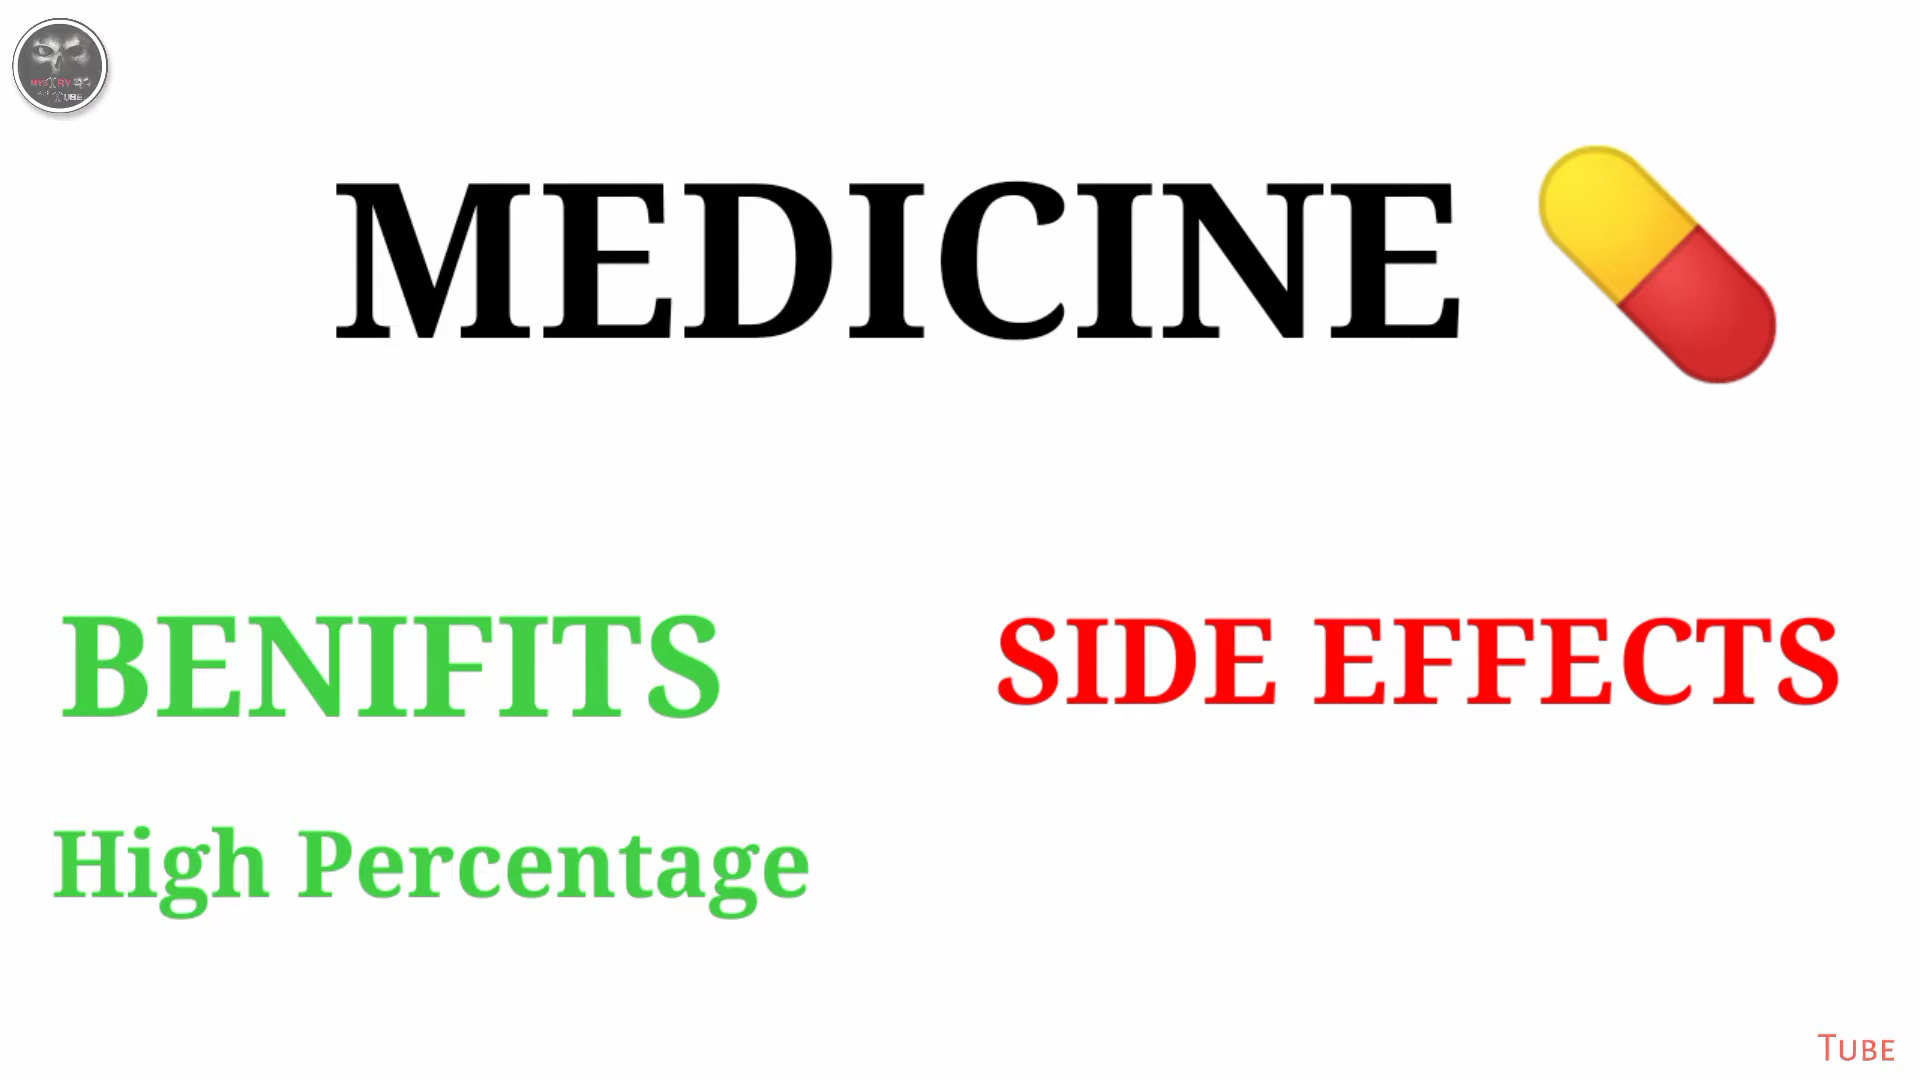 MEDICINE
BENIFITS
SIDE EFFECTS
High Percentage
TUBE